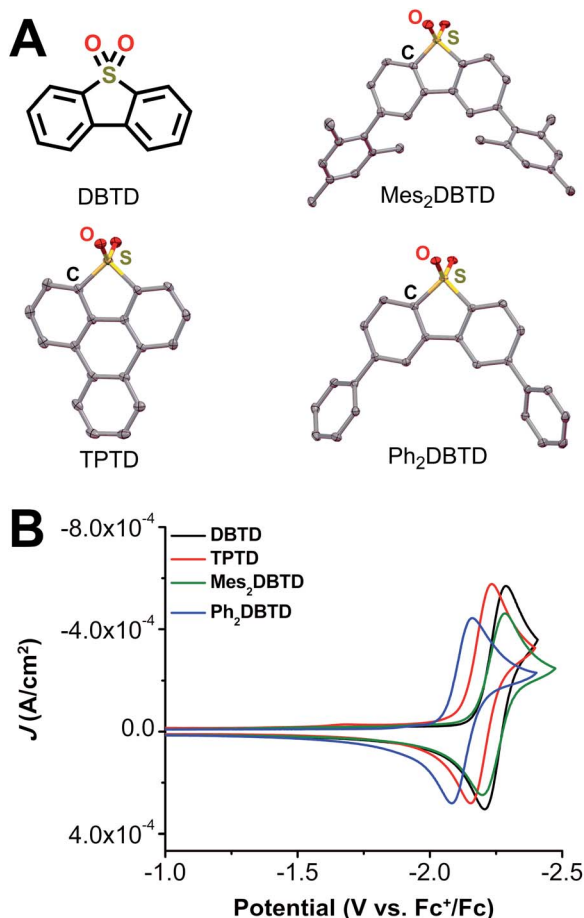 A
O O
S
DBTD
O
S
C
Mes₂DBTD
O
S
C
TPTD
O
S
C
Ph₂DBTD
B
DBTD
TPTD
Mes₂DBTD
Ph₂DBTD
-8.0x10⁻⁴
-4.0x10⁻⁴
0.0
4.0x10⁻⁴
J (A/cm²)
-1.0 -1.5 -2.0 -2.5
Potential (V vs. Fc⁺/Fc)